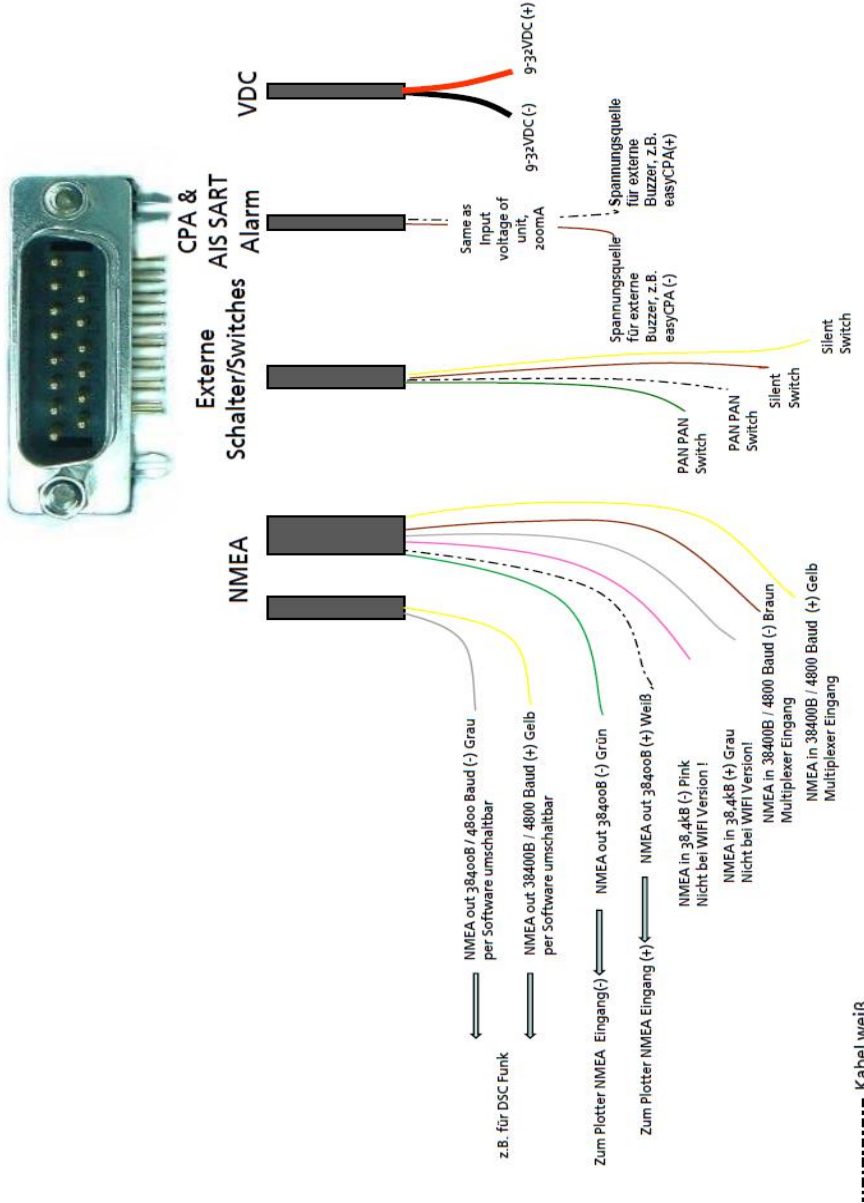 VDC
9-32VDC (+)
9-32VDC (-)
CPA &
AIS SART
Alarm
Same as
Input
voltage of
unit,
200mA
Spannungsquelle
für externe
Buzzer, z.B.
easyCPA(+)
Spannungsquelle
für externe
Buzzer, z.B.
easyCPA (-)
Externe
Schalter/Switches
Silent
Switch
Silent
Switch
PAN PAN
Switch
PAN PAN
Switch
NMEA
NMEA out 38400B / 4800 Baud (-) Grau
per Software umschaltbar
NMEA out 38400B / 4800 Baud (+) Gelb
per Software umschaltbar
z.B. für DSC Funk
NMEA out 38400B (-) Grün
Zum Plotter NMEA Eingang(-)
NMEA out 38400B (+) Weiß
Zum Plotter NMEA Eingang (+)
NMEA in 38,4kB (-) Pink
Nicht bei WIFI Version !
NMEA in 38,4kB (+) Grau
Nicht bei WIFI Version!
NMEA in 38400B / 4800 Baud (-) Braun
Multiplexer Eingang
NMEA in 38400B / 4800 Baud (+) Gelb
Multiplexer Eingang
Kabel weiß